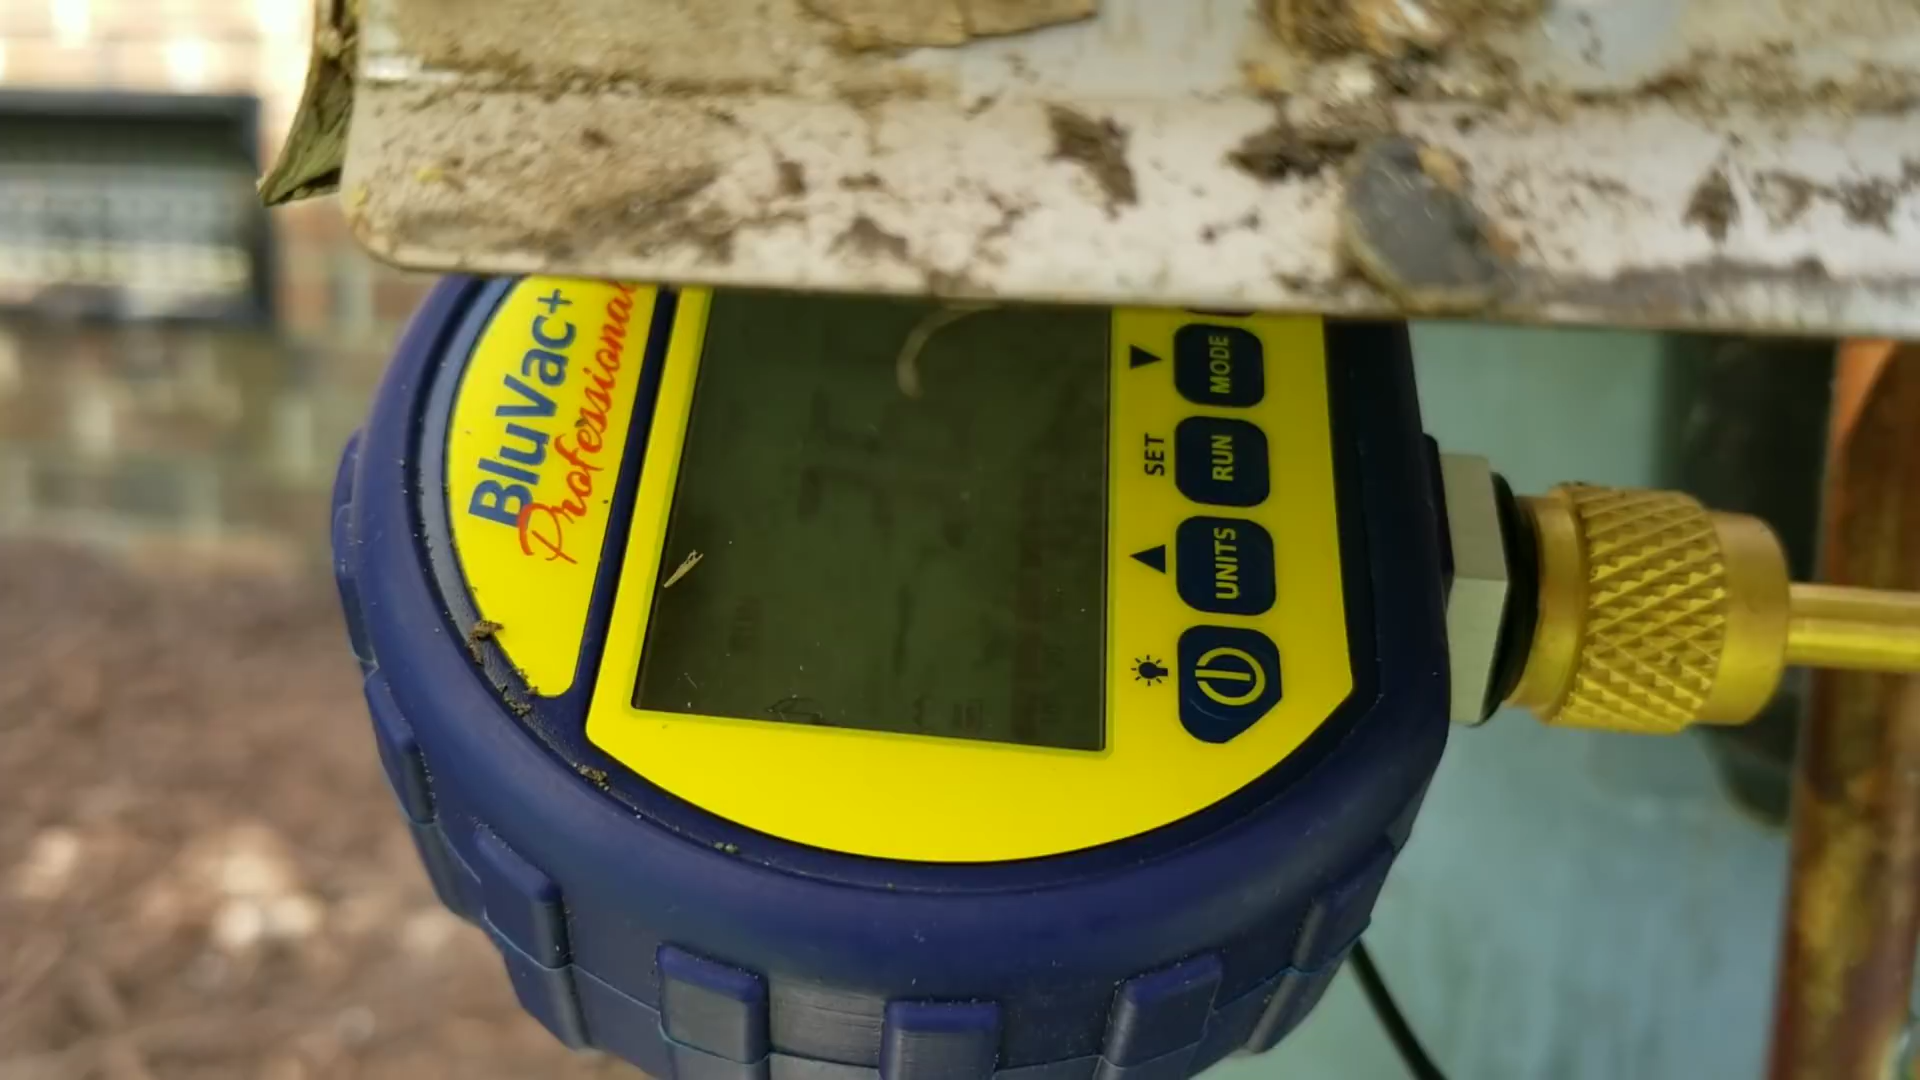 BluVac+
Professional
MODE
SET
RUN
UNITS